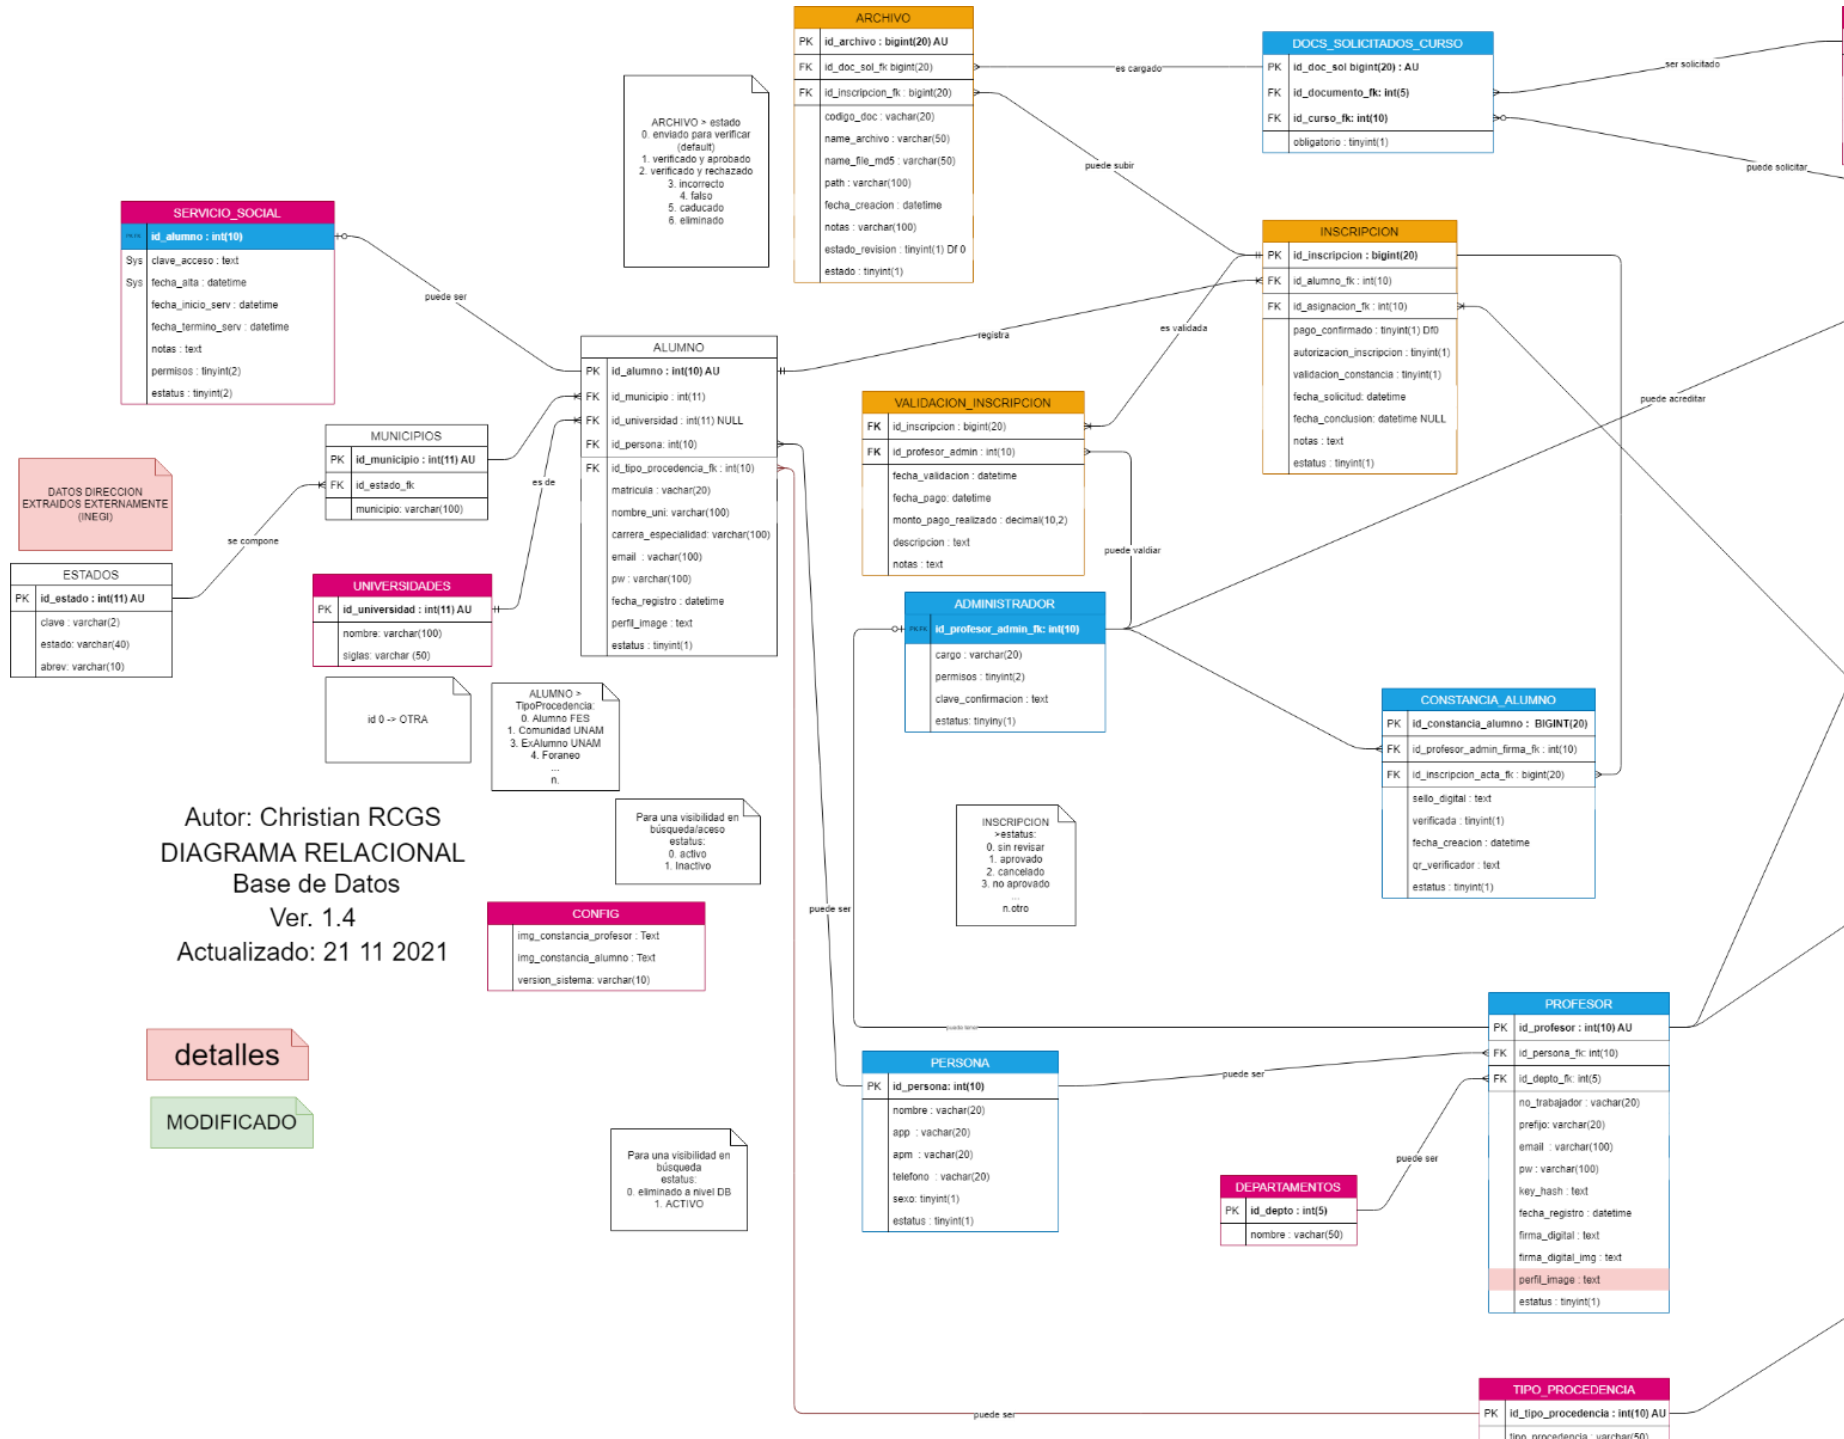 ARCHIVO
PK id_archivo : bigint(20) AU
FK id_doc_sol_fk bigint(20)
FK id_inscripcion_fk : bigint(20)
codigo_doc : vachar(20)
name_archivo : varchar(50)
name_file_md5 : varchar(50)
path : varchar(100)
fecha_creacion : datetime
notas : varchar(100)
estado_revision : tinyint(1) Df 0
estado : tinyint(1)
DOCS_SOLICITADOS_CURSO
PK id_doc_sol bigint(20) : AU
FK id_documento_fk: int(5)
FK id_curso_fk: int(10)
obligatorio : tinyint(1)
es cargado
ser solicitado
puede solicitar
puede subir
ARCHIVO > estado
0. enviado para verificar
(default)
1. verificado y aprobado
2. verificado y rechazado
3. incorrecto
4. falso
5. caducado
6. eliminado
SERVICIO_SOCIAL
id_alumno : int(10)
Sys clave_acceso : text
Sys fecha_alta : datetime
fecha_inicio_serv : datetime
fecha_termino_serv : datetime
notas : text
permisos : tinyint(2)
estatus : tinyint(2)
puede ser
INSCRIPCION
PK id_inscripcion : bigint(20)
FK id_alumno_fk : int(10)
FK id_asignacion_fk : int(10)
pago_confirmado : tinyint(1) Df0
autorizacion_inscripcion : tinyint(1)
validacion_constancia : tinyint(1)
fecha_solicitud: datetime
fecha_conclusion: datetime NULL
notas : text
estatus : tinyint(1)
es validada
registra
puede acreditar
ALUMNO
PK id_alumno : int(10) AU
FK id_municipio : int(11)
FK id_universidad : int(11) NULL
FK id_persona: int(10)
FK id_tipo_procedencia_fk : int(10)
matricula : vachar(20)
nombre_uni: varchar(100)
carrera_especialidad: varchar(100)
email : vachar(100)
pw : varchar(100)
fecha_registro : datetime
perfil_image : text
estatus : tinyint(1)
VALIDACION_INSCRIPCION
FK id_inscripcion : bigint(20)
FK id_profesor_admin : int(10)
fecha_validacion : datetime
fecha_pago: datetime
monto_pago_realizado : decimal(10,2)
descripcion : text
notas : text
puede valdiar
MUNICIPIOS
PK id_municipio : int(11) AU
FK id_estado_fk
municipio: varchar(100)
es de
se compone
DATOS DIRECCION
EXTRAIDOS EXTERNAMENTE
(INEGI)
ESTADOS
PK id_estado : int(11) AU
clave : varchar(2)
estado: varchar(40)
abrev: varchar(10)
UNIVERSIDADES
PK id_universidad : int(11) AU
nombre: varchar(100)
siglas: varchar (50)
ADMINISTRADOR
PK FK id_profesor_admin_fk: int(10)
cargo : varchar(20)
permisos : tinyint(2)
clave_confirmacion : text
estatus: tinyiny(1)
id 0 -> OTRA
ALUMNO >
TipoProcedencia:
0. Alumno FES
1. Comunidad UNAM
3. ExAlumno UNAM
4. Foraneo
...
n.
CONSTANCIA_ALUMNO
PK id_constancia_alumno : BIGINT(20)
FK id_profesor_admin_firma_fk : int(10)
FK id_inscripcion_acta_fk : bigint(20)
sello_digital : text
verificada : tinyint(1)
fecha_creacion : datetime
qr_verificador : text
estatus : tinyint(1)
Autor: Christian RCGS
DIAGRAMA RELACIONAL
Base de Datos
Ver. 1.4
Actualizado: 21 11 2021
Para una visibilidad en
búsqueda/aceso
estatus:
0. activo
1. Inactivo
INSCRIPCION
>estatus:
0. sin revisar
1. aprovado
2. cancelado
3. no aprovado
...
n.otro
CONFIG
img_constancia_profesor : Text
img_constancia_alumno : Text
version_sistema: varchar(10)
puede ser
detalles
MODIFICADO
puede tener
PROFESOR
PK id_profesor : int(10) AU
FK id_persona_fk: int(10)
FK id_depto_fk: int(5)
no_trabajador : vachar(20)
prefijo: varchar(20)
email : varchar(100)
pw : varchar(100)
key_hash : text
fecha_registro : datetime
firma_digital : text
firma_digital_img : text
perfil_image : text
estatus : tinyint(1)
PERSONA
PK id_persona: int(10)
nombre : vachar(20)
app : vachar(20)
apm : vachar(20)
telefono : vachar(20)
sexo: tinyint(1)
estatus : tinyint(1)
puede ser
puede ser
Para una visibilidad en
búsqueda
estatus:
0. eliminado a nivel DB
1. ACTIVO
DEPARTAMENTOS
PK id_depto : int(5)
nombre : vachar(50)
puede ser
TIPO_PROCEDENCIA
PK id_tipo_procedencia : int(10) AU
tipo_procedencia : varchar(50)